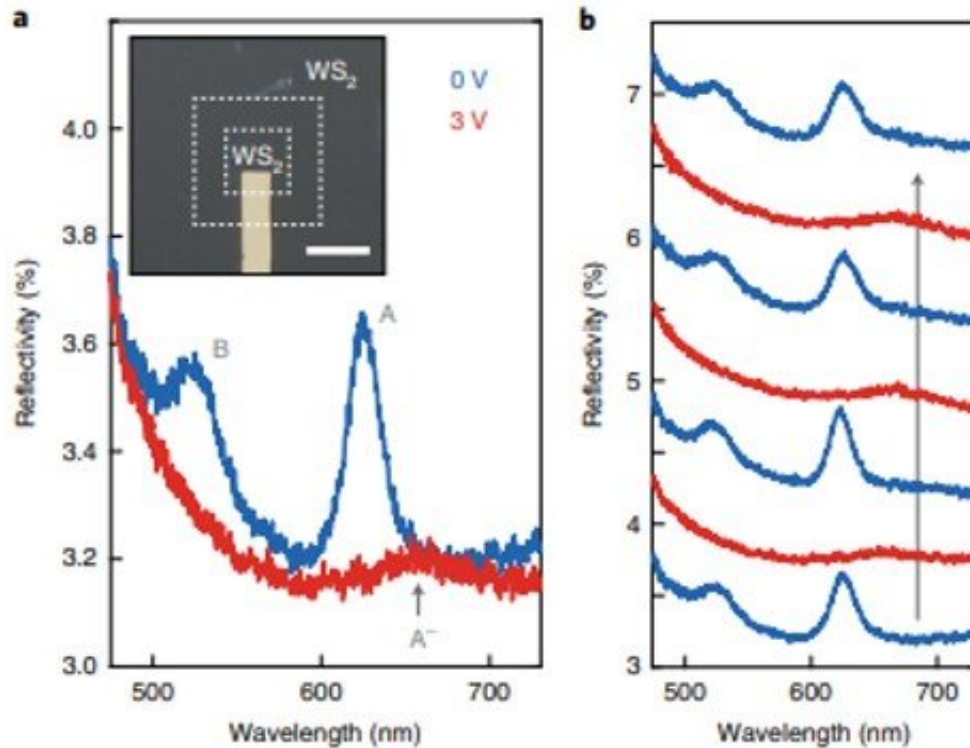 a
WS₂
WS₂
0 V
3 V
B
A
A⁻
4.0
3.8
3.6
3.4
3.2
3.0
Reflectivity (%)
500 600 700
Wavelength (nm)
b
7
6
5
4
3
Reflectivity (%)
500 600 700
Wavelength (nm)